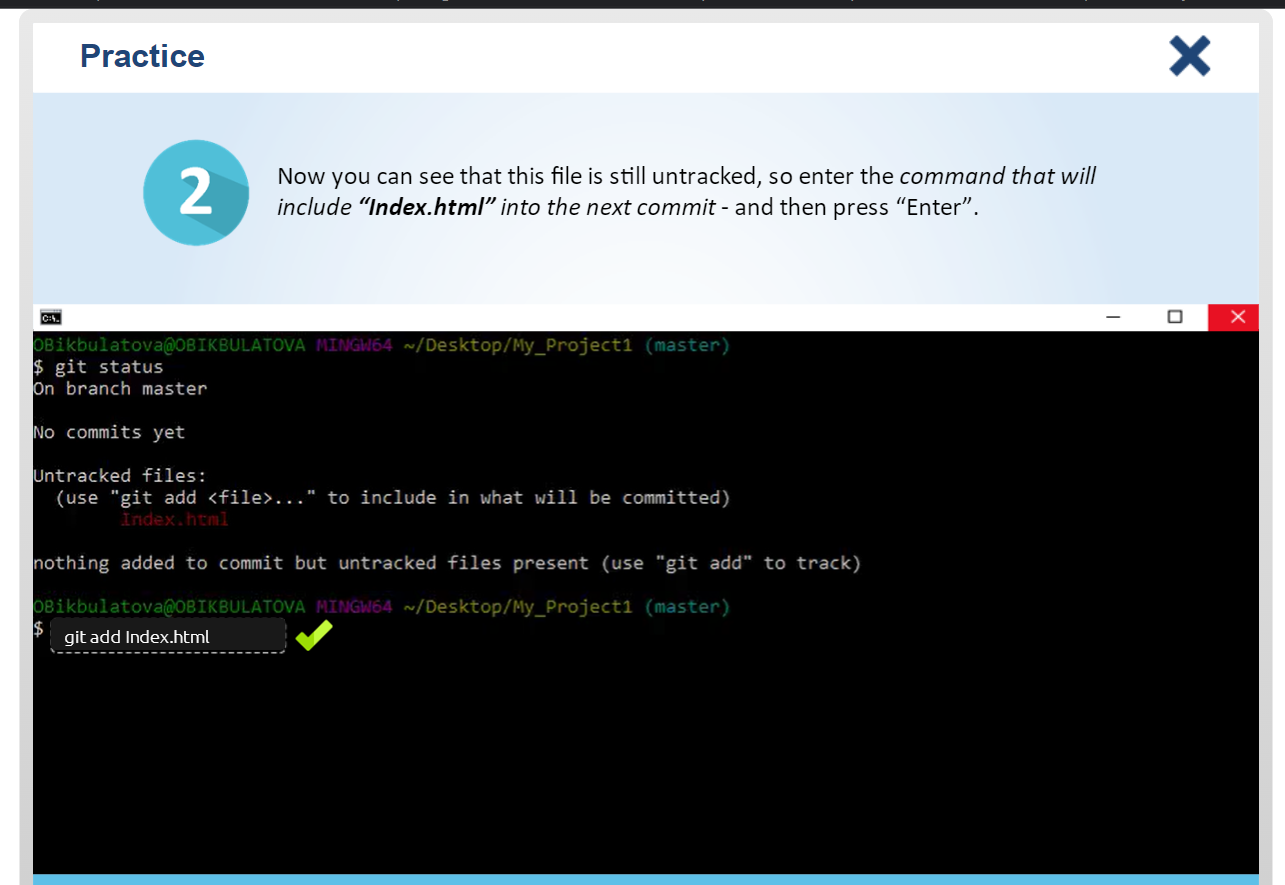 Practice
2
Now you can see that this file is still untracked, so enter the command that will
include “Index.html” into the next commit - and then press “Enter”.
C:\.
OBikbulatova@OBIKBULATOVA MINGW64 ~/Desktop/My_Project1 (master)
$ git status
On branch master
No commits yet
Untracked files:
(use "git add <file>..." to include in what will be committed)
Index.html
nothing added to commit but untracked files present (use "git add" to track)
OBikbulatova@OBIKBULATOVA MINGW64 ~/Desktop/My_Project1 (master)
$ git add Index.html